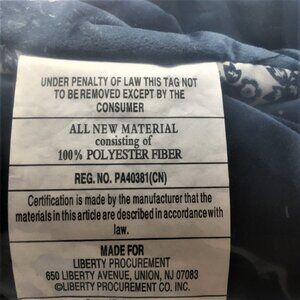 UNDER PENALTY OF LAW THIS TAG NOT
TO BE REMOVED EXCEPT BY THE
CONSUMER
ALL NEW MATERIAL
consisting of
100% POLYESTER FIBER
REG. NO. PA40381(CN)
Certification is made by the manufacturer that the
materials in this article are described in accordance with
law.
MADE FOR
LIBERTY PROCUREMENT
650 LIBERTY AVENUE, UNION, NJ 07083
©LIBERTY PROCUREMENT CO. INC.